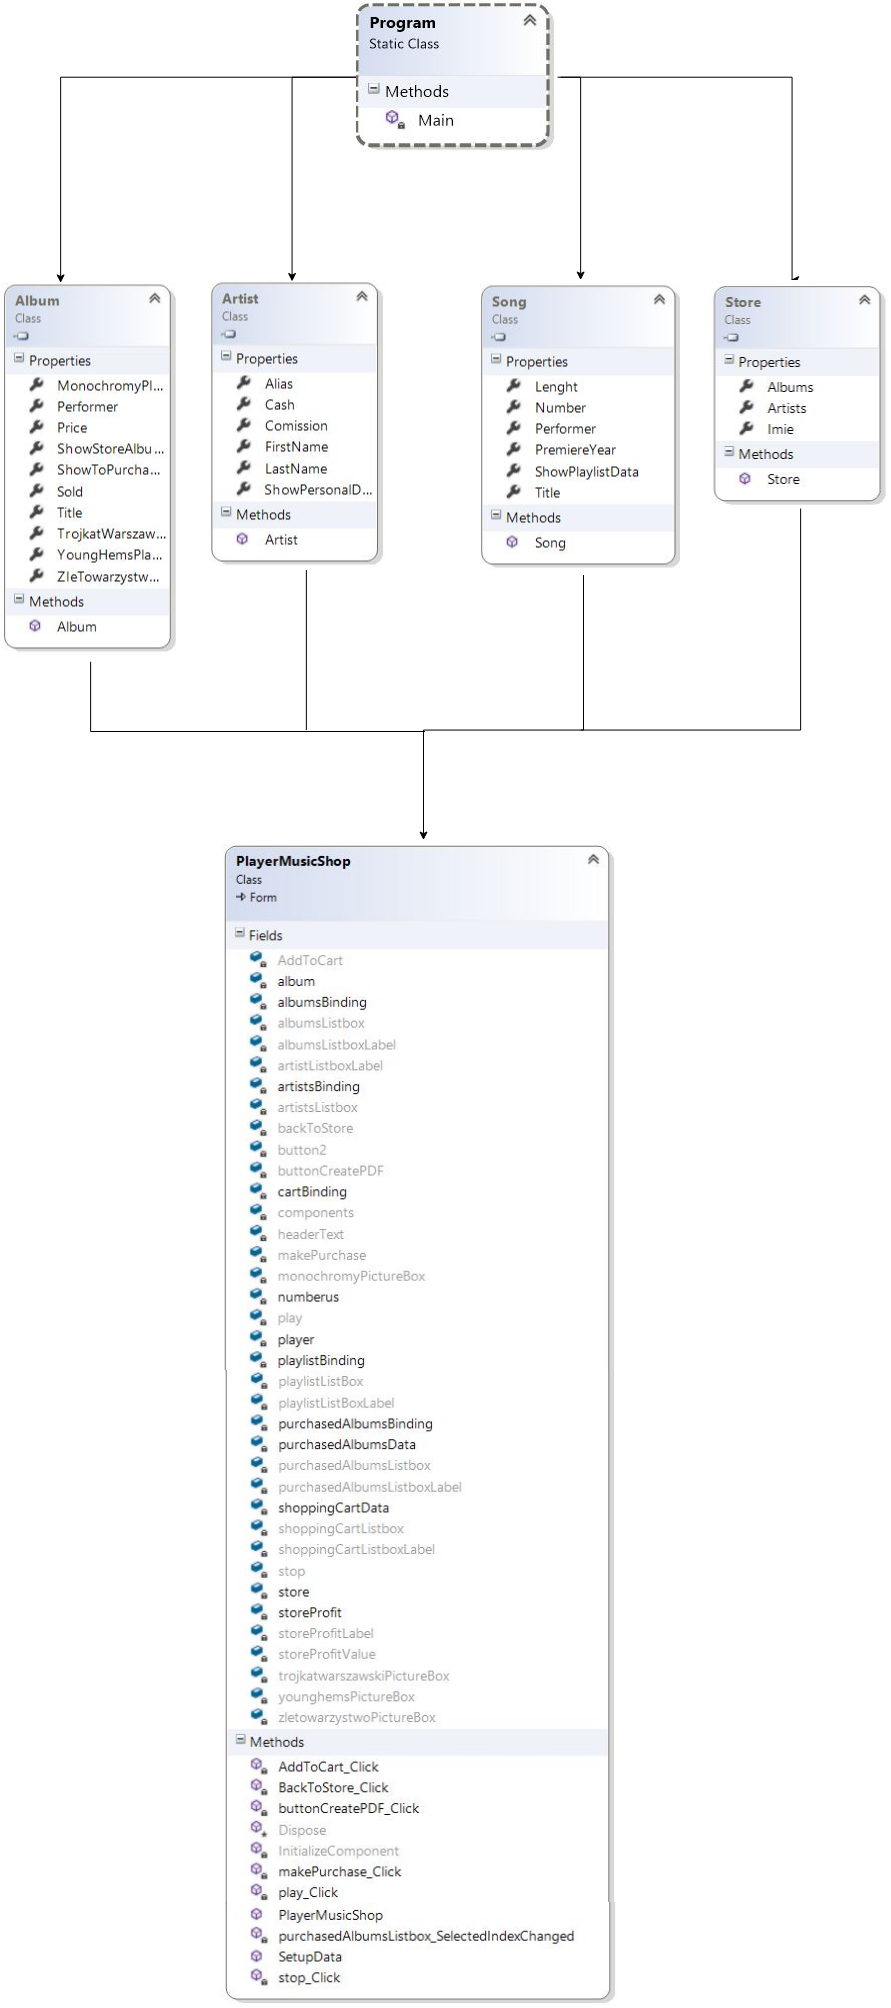 Program
Static Class
Methods
Main
Album
Class
Properties
MonochromyPl...
Performer
Price
ShowStoreAlbu...
ShowToPurcha...
Sold
Title
TrojkatWarszaw...
YoungHemsPla...
ZleTowarzystw...
Methods
Album
Artist
Class
Properties
Alias
Cash
Comission
FirstName
LastName
ShowPersonalD...
Methods
Artist
Song
Class
Properties
Lenght
Number
Performer
PremiereYear
ShowPlaylistData
Title
Methods
Song
Store
Class
Properties
Albums
Artists
Imie
Methods
Store
PlayerMusicShop
Class
Form
Fields
AddToCart
album
albumsBinding
albumsListbox
albumsListboxLabel
artistListboxLabel
artistsBinding
artistsListbox
backToStore
button2
buttonCreatePDF
cartBinding
components
headerText
makePurchase
monochromyPictureBox
numberus
play
player
playlistBinding
playlistListBox
playlistListBoxLabel
purchasedAlbumsBinding
purchasedAlbumsData
purchasedAlbumsListbox
purchasedAlbumsListboxLabel
shoppingCartData
shoppingCartListbox
shoppingCartListboxLabel
stop
store
storeProfit
storeProfitLabel
storeProfitValue
trojkatwarszawskiPictureBox
younghemsPictureBox
zletowarzystwoPictureBox
Methods
AddToCart_Click
BackToStore_Click
buttonCreatePDF_Click
Dispose
InitializeComponent
makePurchase_Click
play_Click
PlayerMusicShop
purchasedAlbumsListbox_SelectedIndexChanged
SetupData
stop_Click